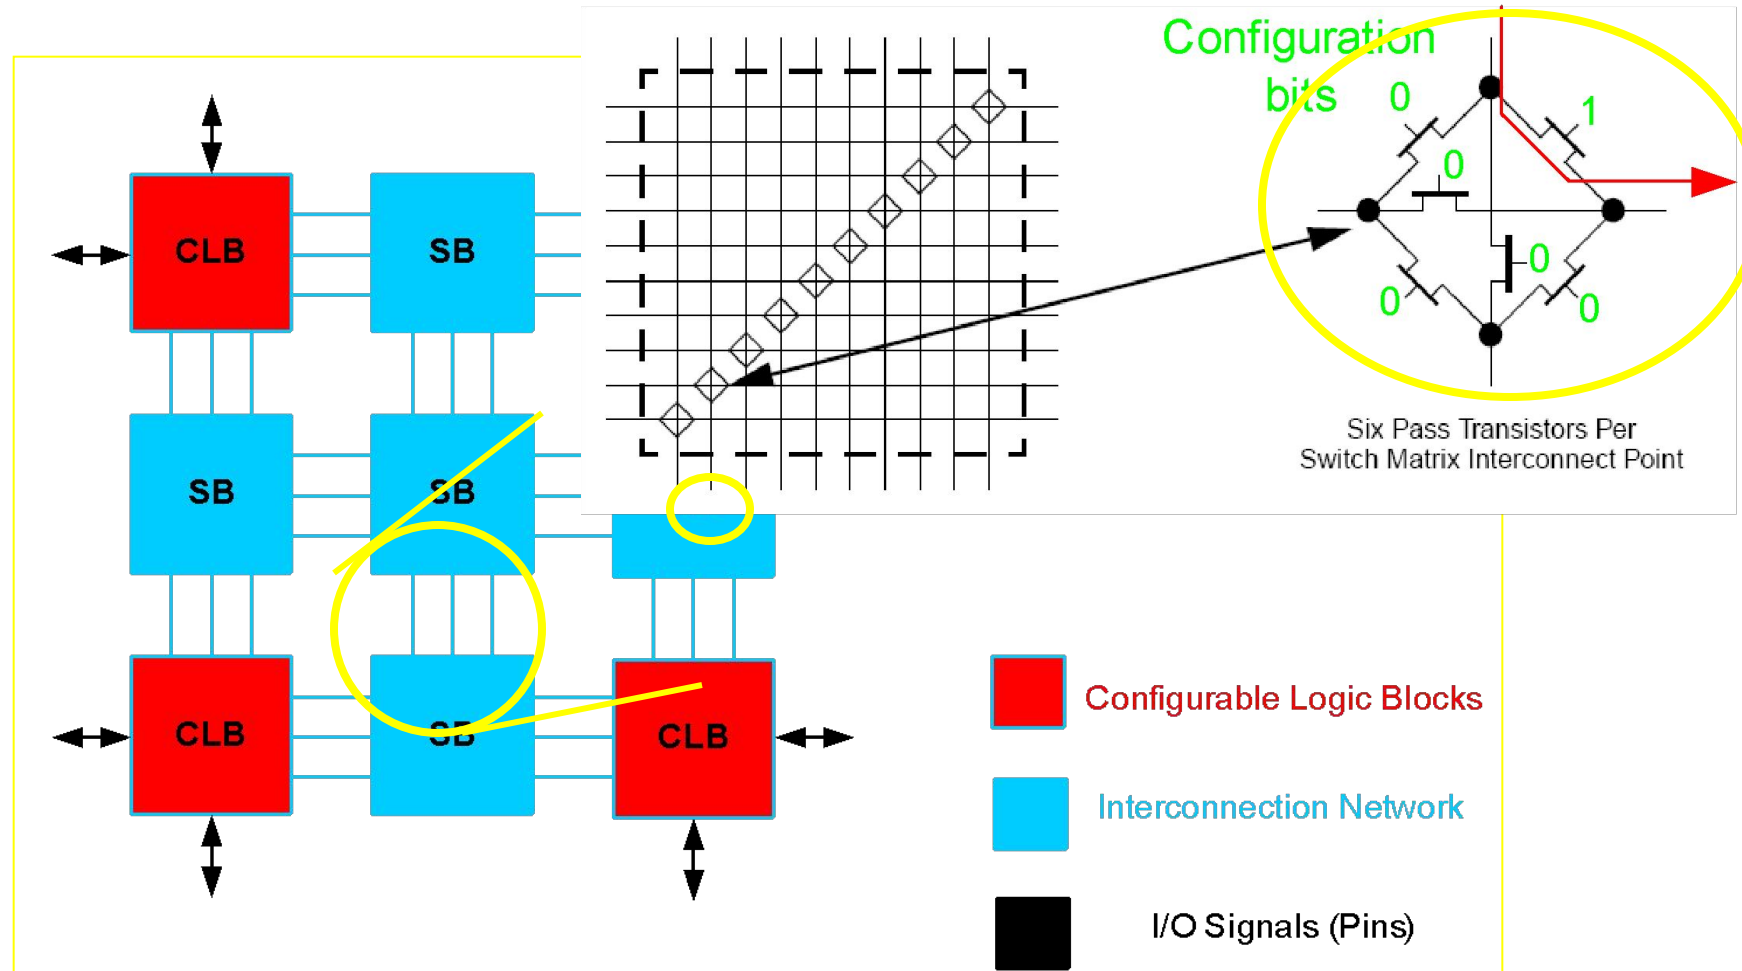 Configuration
bits
0
1
0
0
0
0
Six Pass Transistors Per
Switch Matrix Interconnect Point
CLB
SB
SB
SB
CLB
SB
CLB
Configurable Logic Blocks
Interconnection Network
I/O Signals (Pins)